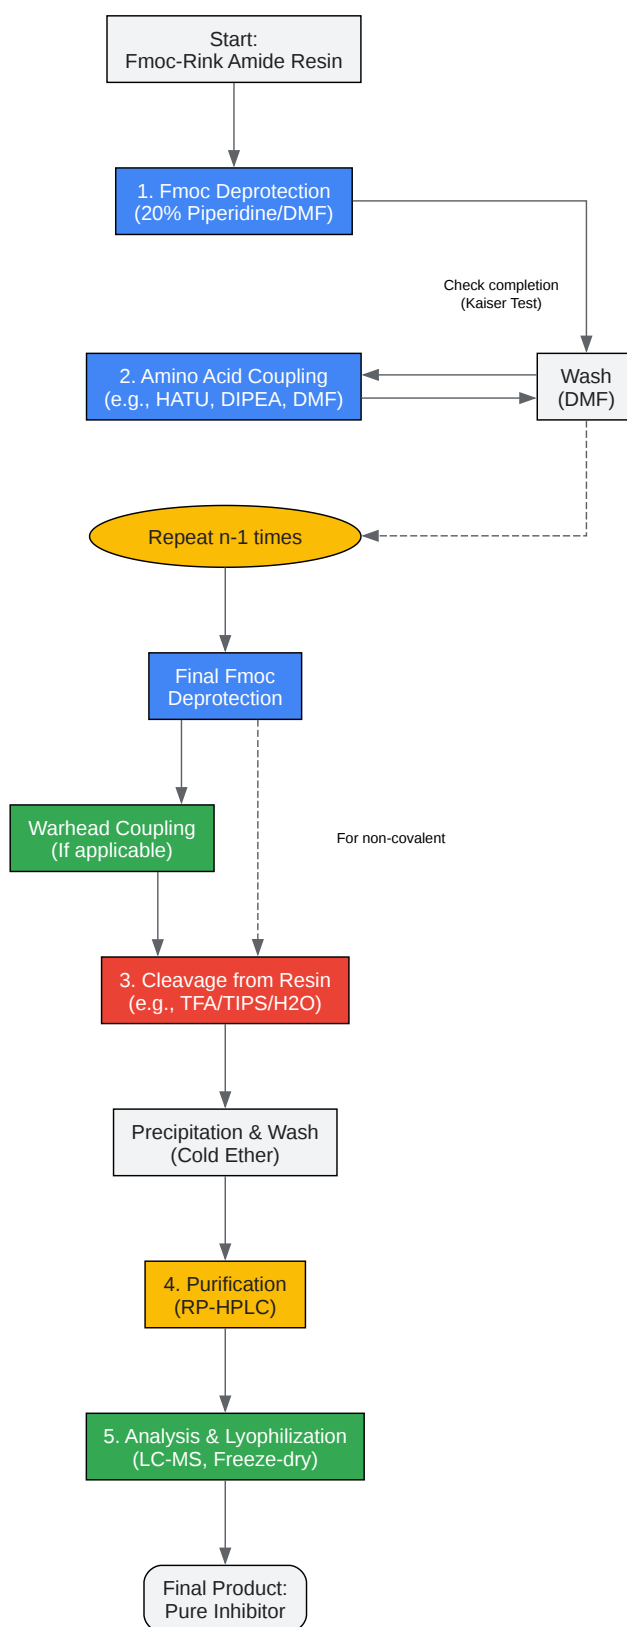 Start:
Fmoc-Rink Amide Resin
1. Fmoc Deprotection
(20% Piperidine/DMF)
Check completion
(Kaiser Test)
2. Amino Acid Coupling
(e.g., HATU, DIPEA, DMF)
Wash
(DMF)
Repeat n-1 times
Final Fmoc
Deprotection
Warhead Coupling
(If applicable)
For non-covalent
3. Cleavage from Resin
(e.g., TFA/TIPS/H2O)
Precipitation & Wash
(Cold Ether)
4. Purification
(RP-HPLC)
5. Analysis & Lyophilization
(LC-MS, Freeze-dry)
Final Product:
Pure Inhibitor